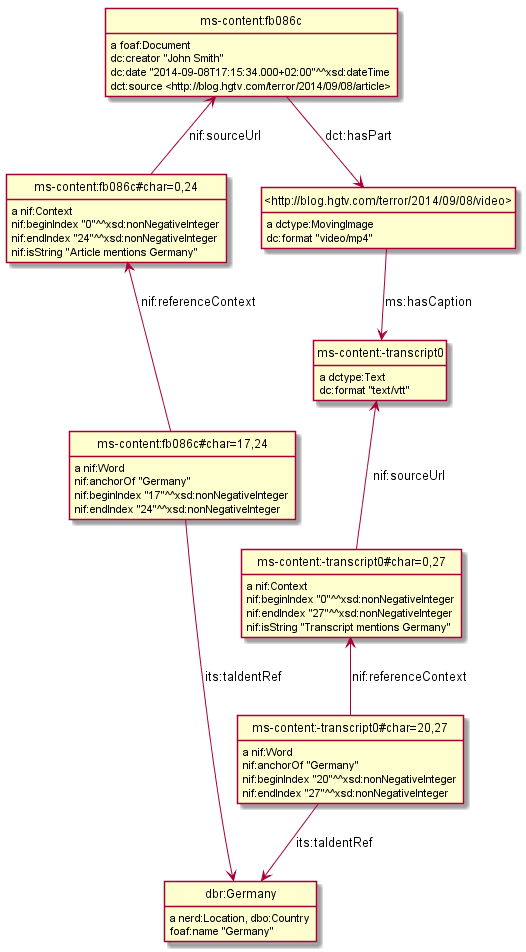 ms-content:fb086c
a foaf:Document
dc:creator "John Smith"
dc:date "2014-09-08T17:15:34.000+02:00"^^xsd:dateTime
dct:source <http://blog.hgtv.com/terror/2014/09/08/article>
nif:sourceUrl
dct:hasPart
ms-content:fb086c#char=0,24
a nif:Context
nif:beginIndex "0"^^xsd:nonNegativeInteger
nif:endIndex "24"^^xsd:nonNegativeInteger
nif:isString "Article mentions Germany"
<http://blog.hgtv.com/terror/2014/09/08/video>
a dctype:MovingImage
dc:format "video/mp4"
nif:referenceContext
ms:hasCaption
ms-content:-transcript0
a dctype:Text
dc:format "text/vtt"
ms-content:fb086c#char=17,24
a nif:Word
nif:anchorOf "Germany"
nif:beginIndex "17"^^xsd:nonNegativeInteger
nif:endIndex "24"^^xsd:nonNegativeInteger
nif:sourceUrl
ms-content:-transcript0#char=0,27
a nif:Context
nif:beginIndex "0"^^xsd:nonNegativeInteger
nif:endIndex "27"^^xsd:nonNegativeInteger
nif:isString "Transcript mentions Germany"
its:taIdentRef
nif:referenceContext
ms-content:-transcript0#char=20,27
a nif:Word
nif:anchorOf "Germany"
nif:beginIndex "20"^^xsd:nonNegativeInteger
nif:endIndex "27"^^xsd:nonNegativeInteger
its:taIdentRef
dbr:Germany
a nerd:Location, dbo:Country
foaf:name "Germany"